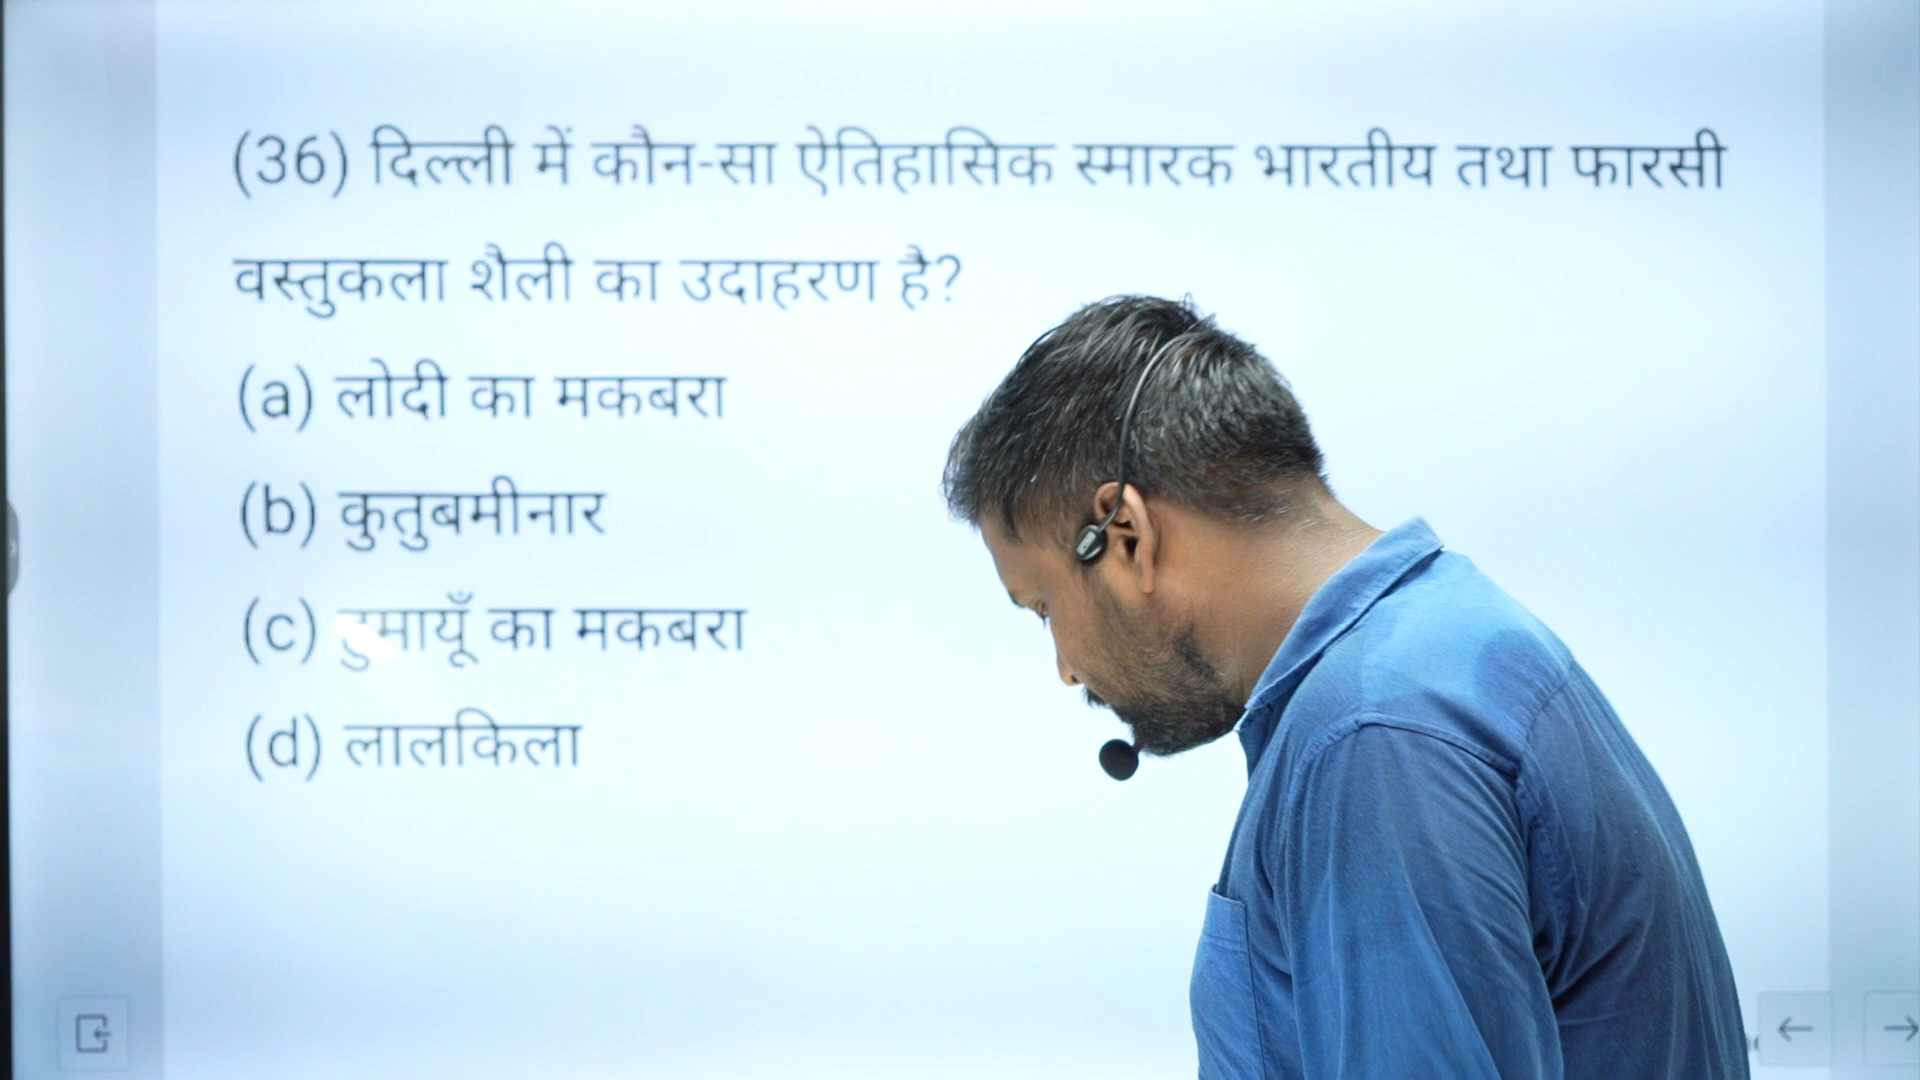 (36) दिल्ली में कौन-सा ऐतिहासिक स्मारक भारतीय तथा फारसी
वस्तुकला शैली का उदाहरण है?
(a) लोदी का मकबरा
(b) कुतुबमीनार
(c) हुमायूँ का मकबरा
(d) लालकिला